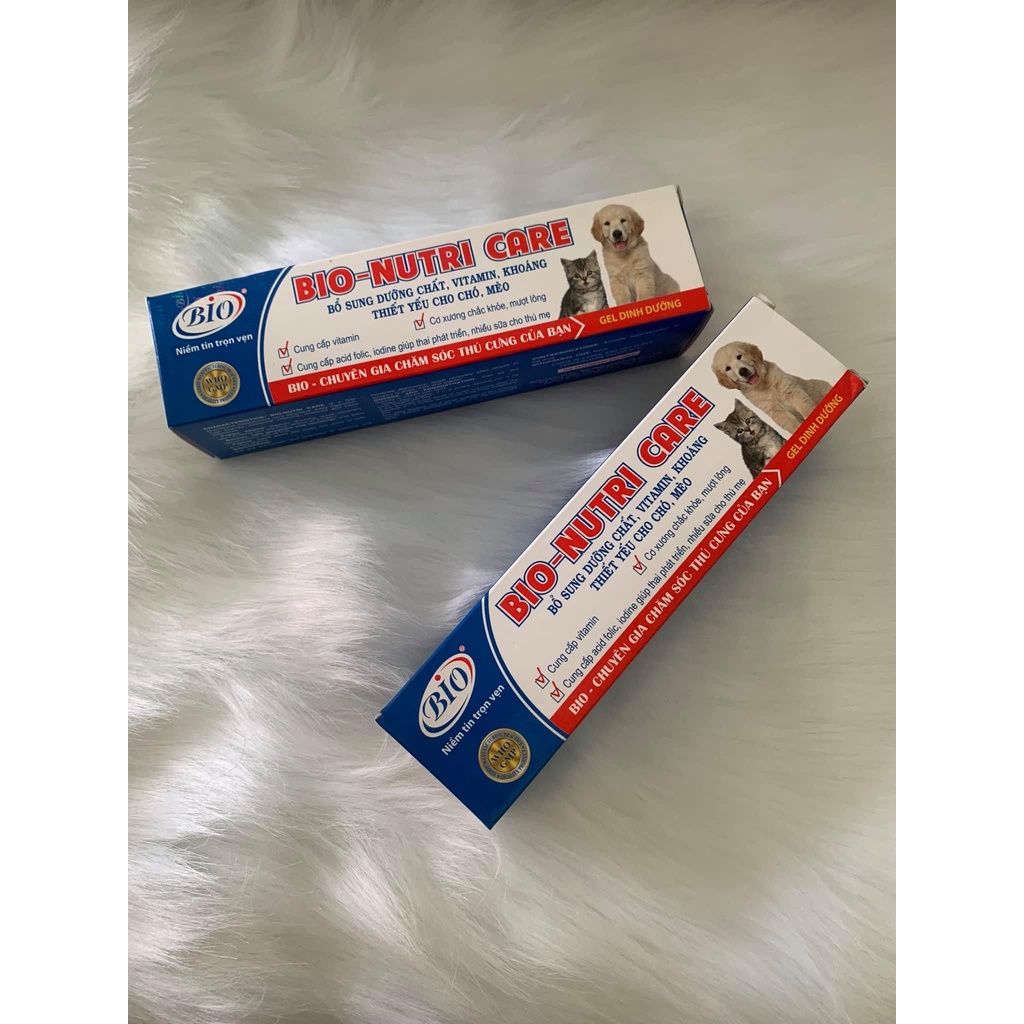 BIO-NUTRI CARE
BỔ SUNG DƯỠNG CHẤT, VITAMIN, KHOÁNG
THIẾT YẾU CHO CHÓ, MÈO
Cung cấp vitamin
Cơ xương chắc khỏe, mượt lông
Cung cấp acid folic, iodine giúp thai phát triển, nhiều sữa cho thú mẹ
BIO - CHUYÊN GIA CHĂM SÓC THÚ CƯNG CỦA BẠN
GEL DINH DƯỠNG
BIO
Niềm tin trọn vẹn
WHO
GMP
BIO-NUTRI CARE
BỔ SUNG DƯỠNG CHẤT, VITAMIN, KHOÁNG
THIẾT YẾU CHO CHÓ, MÈO
Cung cấp vitamin
Cơ xương chắc khỏe, mượt lông
Cung cấp acid folic, iodine giúp thai phát triển, nhiều sữa cho thú mẹ
BIO - CHUYÊN GIA CHĂM SÓC THÚ CƯNG CỦA BẠN
GEL DINH DƯỠNG
BIO
Niềm tin trọn vẹn
WHO
GMP